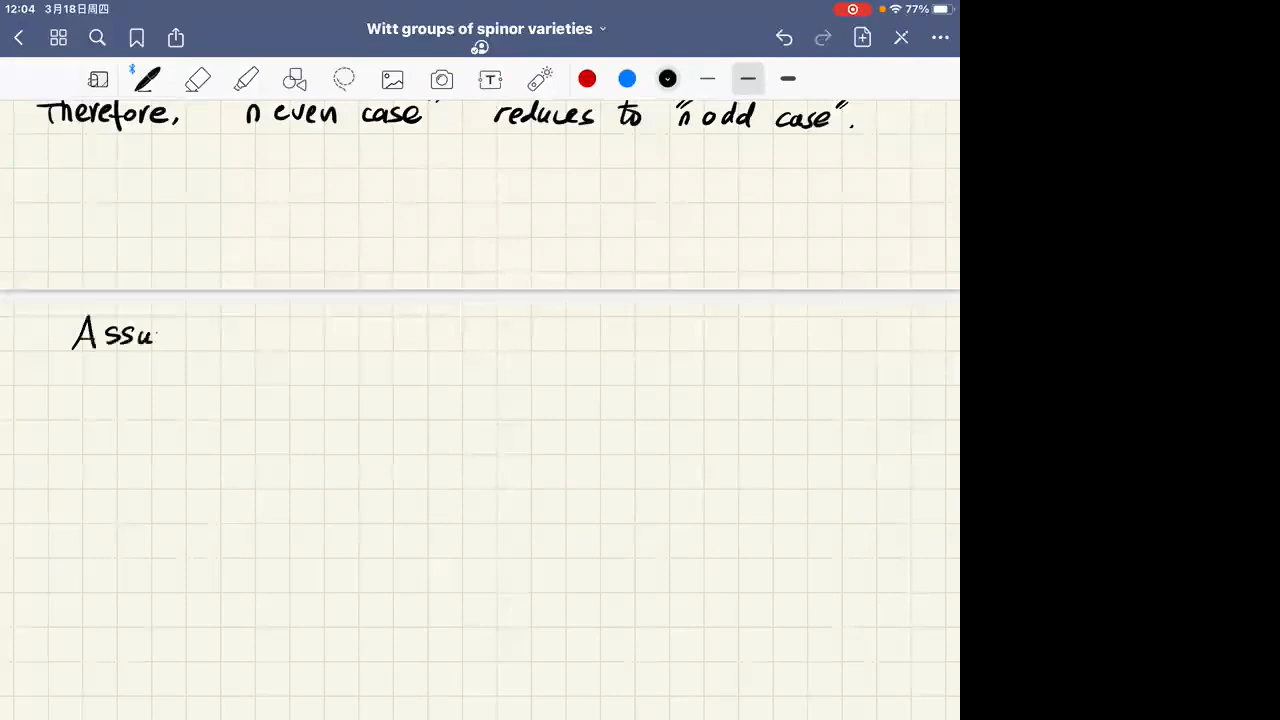 12:04 3月18日周四
77%
Witt groups of spinor varieties
T
Therefore, "n even case" reduces to "n odd case".
Assu